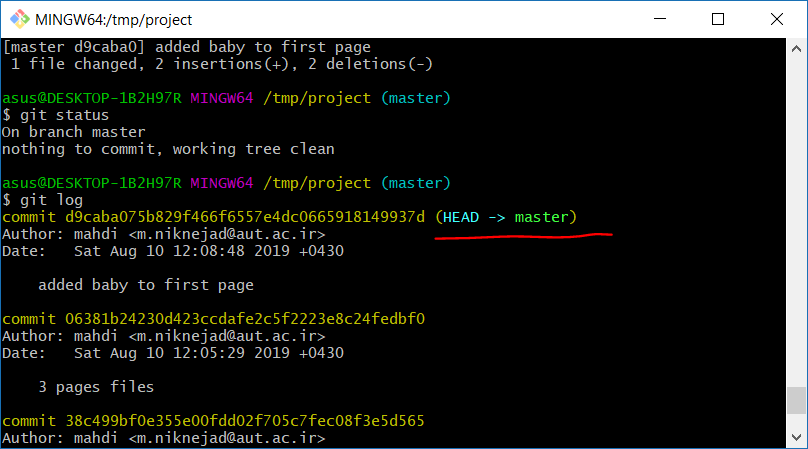 MINGW64:/tmp/project
[master d9caba0] added baby to first page
 1 file changed, 2 insertions(+), 2 deletions(-)
asus@DESKTOP-1B2H97R MINGW64 /tmp/project (master)
$ git status
On branch master
nothing to commit, working tree clean
asus@DESKTOP-1B2H97R MINGW64 /tmp/project (master)
$ git log
commit d9caba075b829f466f6557e4dc0665918149937d (HEAD -> master)
Author: mahdi <m.niknejad@aut.ac.ir>
Date:   Sat Aug 10 12:08:48 2019 +0430
    added baby to first page
commit 06381b24230d423ccdafe2c5f2223e8c24fedbf0
Author: mahdi <m.niknejad@aut.ac.ir>
Date:   Sat Aug 10 12:05:29 2019 +0430
    3 pages files
commit 38c499bf0e355e00fdd02f705c7fec08f3e5d565
Author: mahdi <m.niknejad@aut.ac.ir>